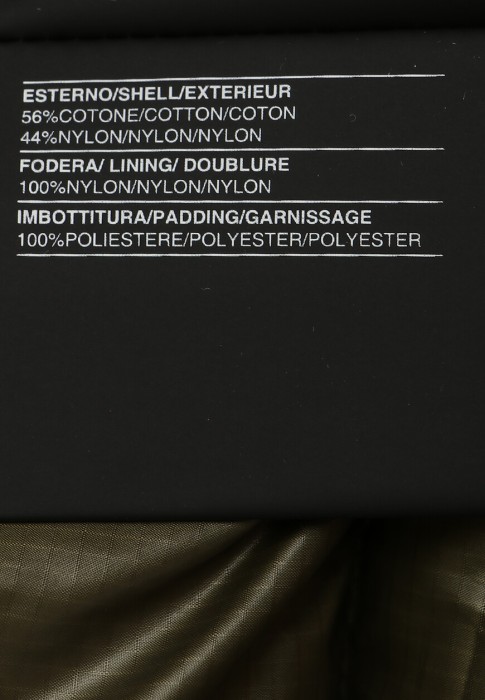 ESTERNO/SHELL/EXTERIEUR
56%COTONE/COTTON/COTON
44%NYLON/NYLON/NYLON
FODERA/ LINING/ DOUBLURE
100%NYLON/NYLON/NYLON
IMBOTTITURA/PADDING/GARNISSAGE
100%POLIESTERE/POLYESTER/POLYESTER